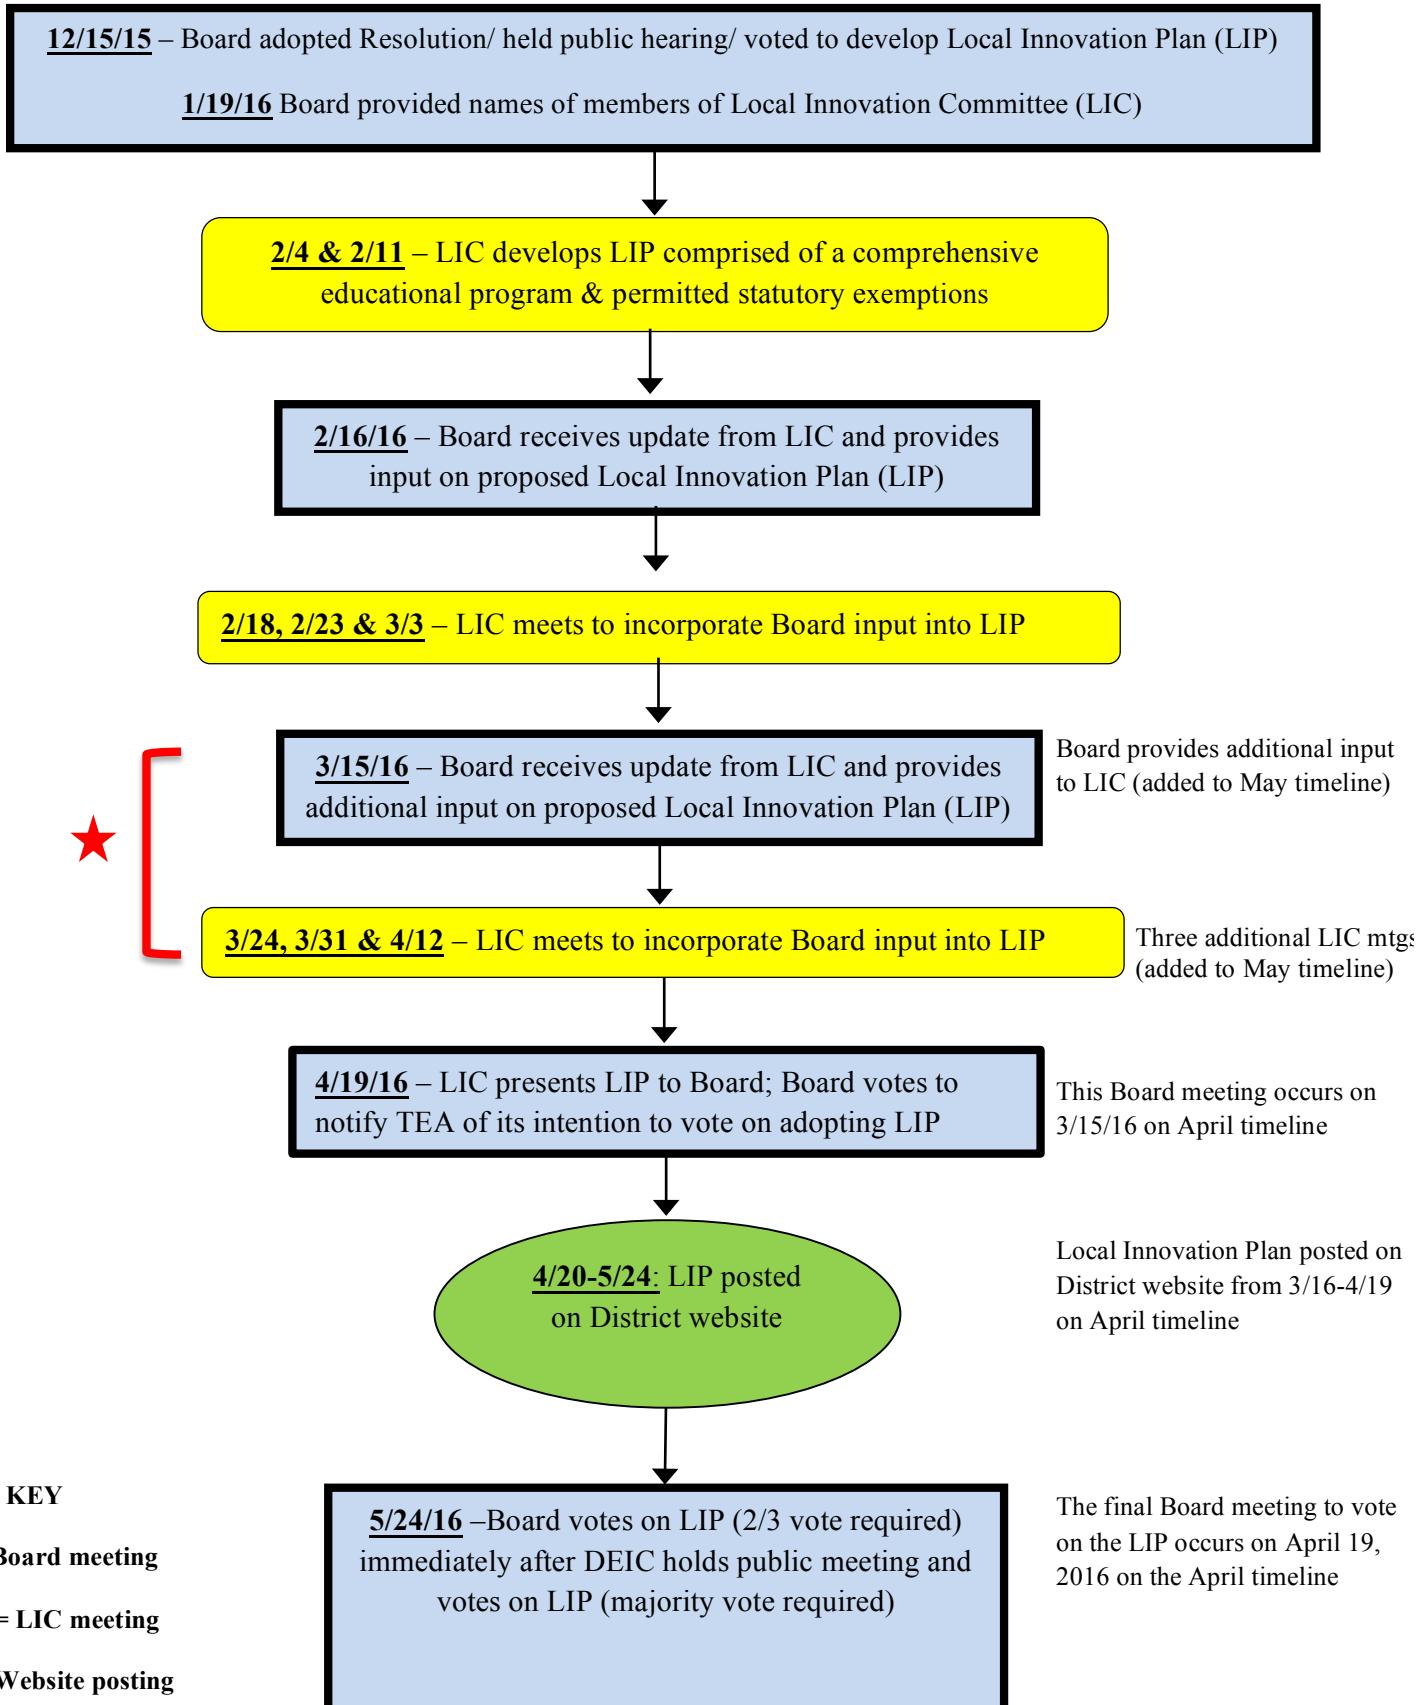 12/15/15 – Board adopted Resolution/ held public hearing/ voted to develop Local Innovation Plan (LIP)
1/19/16 Board provided names of members of Local Innovation Committee (LIC)
2/4 & 2/11 – LIC develops LIP comprised of a comprehensive
educational program & permitted statutory exemptions
2/16/16 – Board receives update from LIC and provides
input on proposed Local Innovation Plan (LIP)
2/18, 2/23 & 3/3 – LIC meets to incorporate Board input into LIP
3/15/16 – Board receives update from LIC and provides
additional input on proposed Local Innovation Plan (LIP)
Board provides additional input
to LIC (added to May timeline)
3/24, 3/31 & 4/12 – LIC meets to incorporate Board input into LIP
Three additional LIC mtgs
(added to May timeline)
4/19/16 – LIC presents LIP to Board; Board votes to
notify TEA of its intention to vote on adopting LIP
This Board meeting occurs on
3/15/16 on April timeline
4/20-5/24: LIP posted
on District website
Local Innovation Plan posted on
District website from 3/16-4/19
on April timeline
5/24/16 –Board votes on LIP (2/3 vote required)
immediately after DEIC holds public meeting and
votes on LIP (majority vote required)
The final Board meeting to vote
on the LIP occurs on April 19,
2016 on the April timeline
KEY
Board meeting
= LIC meeting
Website posting